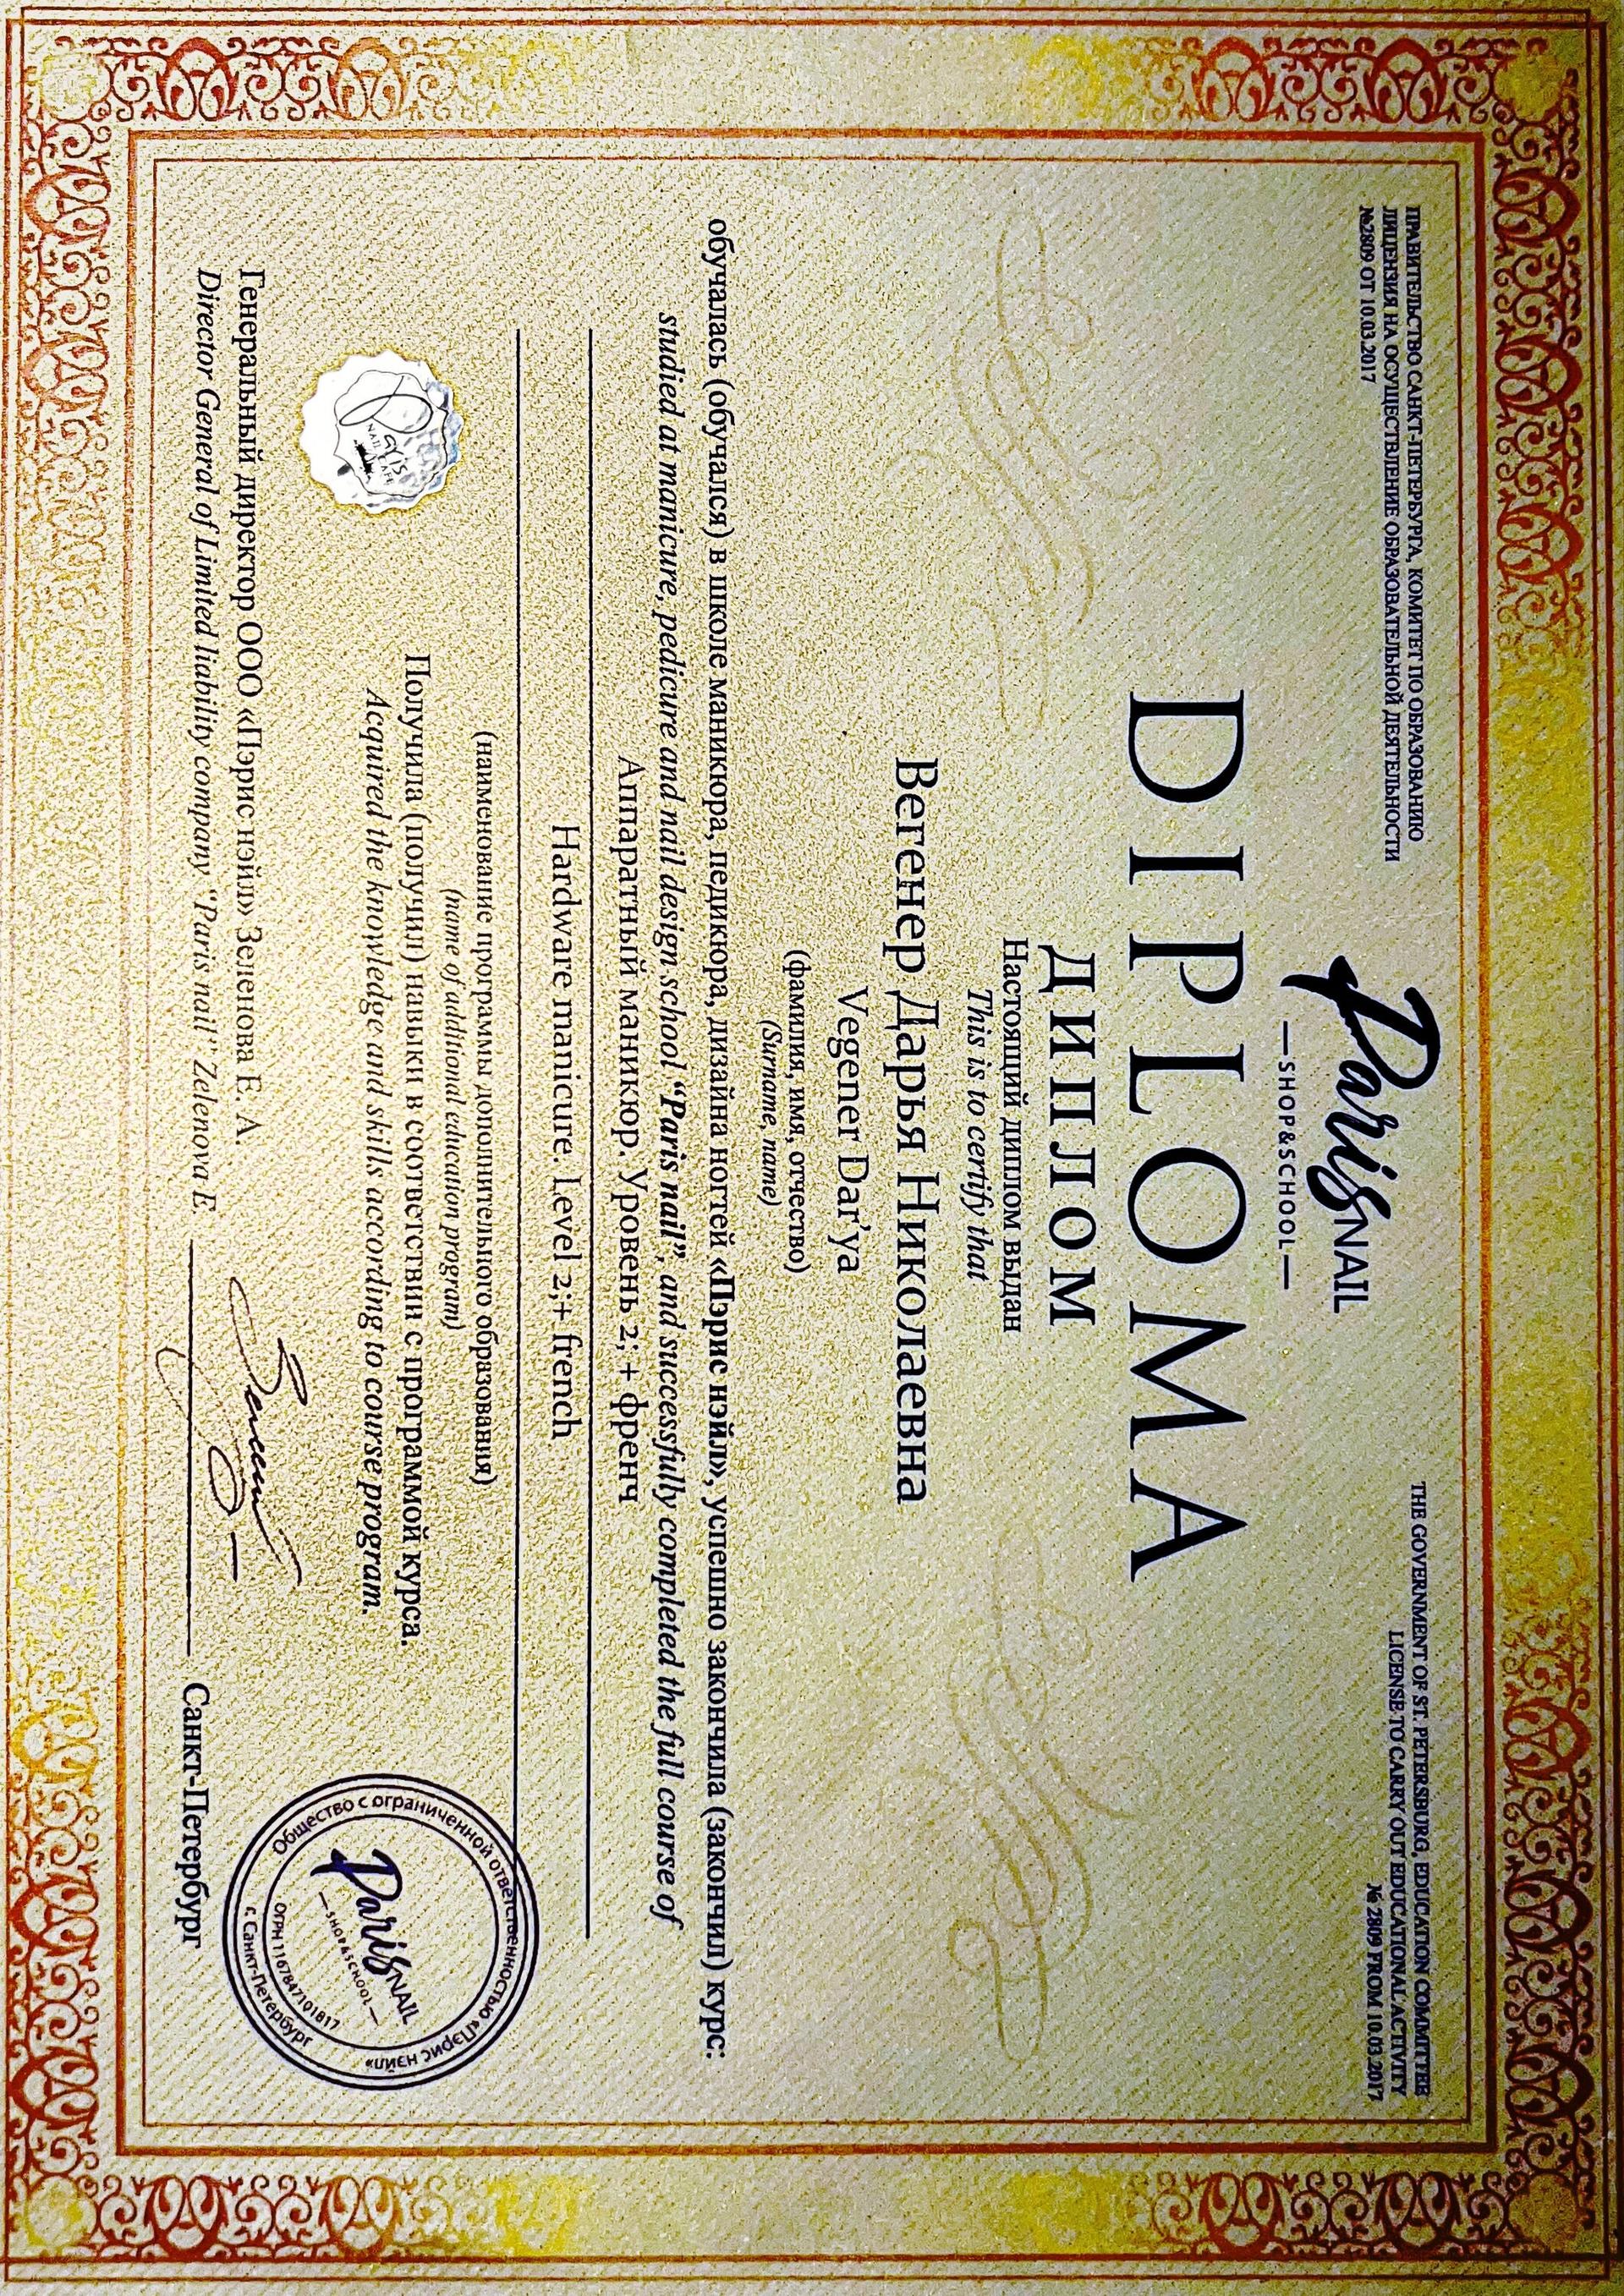 ПРАВИТЕЛЬСТВО САНКТ-ПЕТЕРБУРГА, КОМИТЕТ ПО ОБРАЗОВАНИЮ
ЛИЦЕНЗИЯ НА ОСУЩЕСТВЛЕНИЕ ОБРАЗОВАТЕЛЬНОЙ ДЕЯТЕЛЬНОСТИ
№2809 ОТ 10.03.2017
THE GOVERNMENT OF ST. PETERSBURG, EDUCATION COMMITTEE
LICENSE TO CARRY OUT EDUCATIONAL ACTIVITY
№ 2809 FROM 10.03.2017
Paris NAIL
—SHOP&SCHOOL—
DIPLOMA
ДИПЛОМ
Настоящий диплом выдан
This is to certify that
Вегенер Дарья Николаевна
Vegener Dar'ya
(фамилия, имя, отчество)
(Surname, name)
обучалась (обучался) в школе маникюра, педикюра, дизайна ногтей «Пэрис нэйл», успешно закончила (закончил) курс:
studied at manicure, pedicure and nail design school "Paris nail", and successfully completed the full course of
Аппаратный маникюр. Уровень 2; + френч
Hardware manicure. Level 2;+ french
(наименование программы дополнительного образования)
(name of additional education program)
Получила (получил) навыки в соответствии с программой курса.
Acquired the knowledge and skills according to course program.
Генеральный директор ООО «Пэрис нэйл» Зеленова Е. А.
Director General of Limited liability company "Paris nail" Zelenova E.
Санкт-Петербург
Общество с ограниченной ответственностью «Пэрис нэйл»
Paris NAIL
—SHOP&SCHOOL—
ОГРН 1167847101817
г. Санкт-Петербург